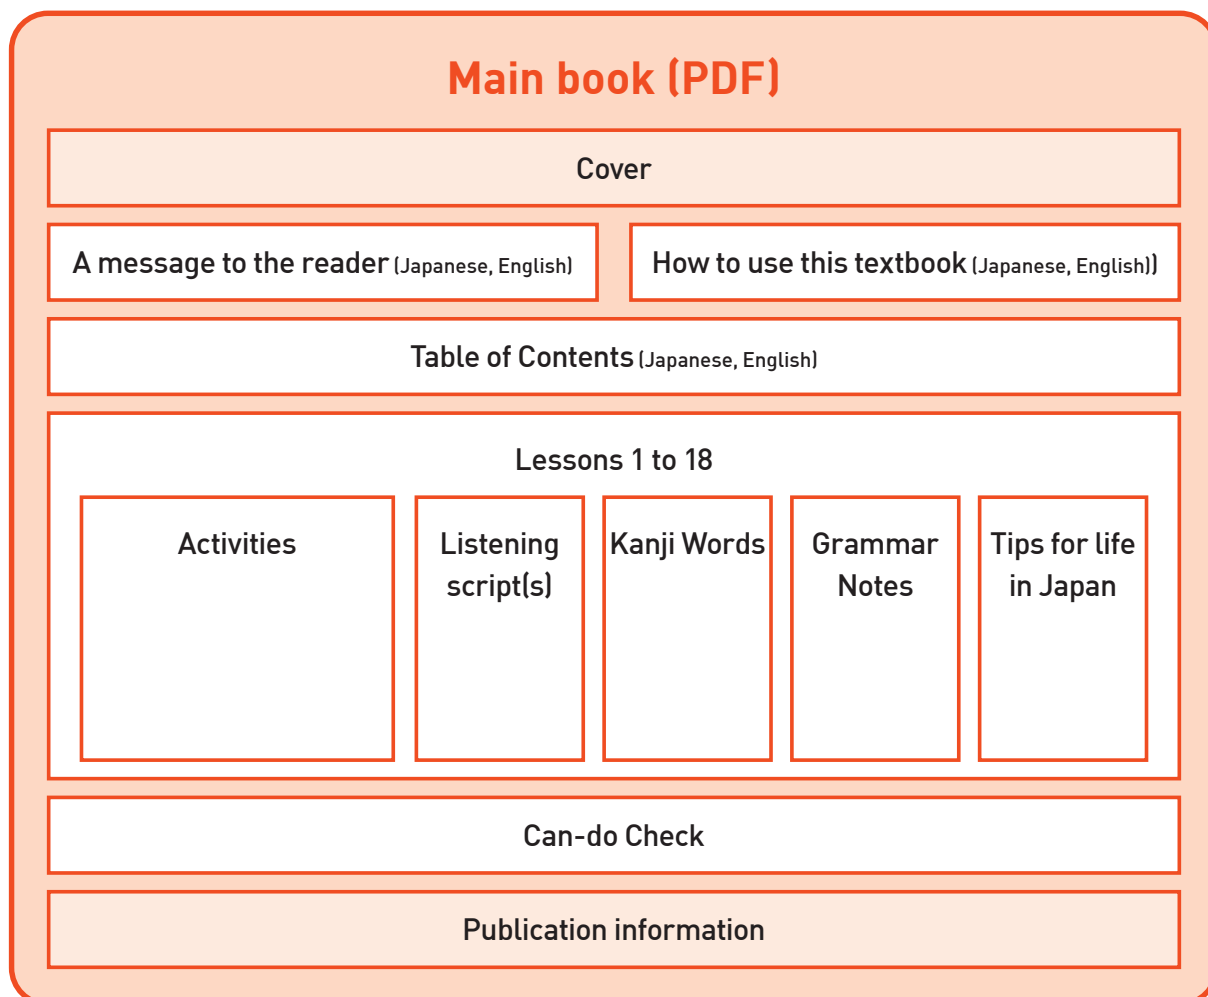 Main book (PDF)
Cover
A message to the reader (Japanese, English)
How to use this textbook (Japanese, English))
Table of Contents (Japanese, English)
Lessons 1 to 18
Activities
Listening
script(s)
Kanji Words
Grammar
Notes
Tips for life
in Japan
Can-do Check
Publication information